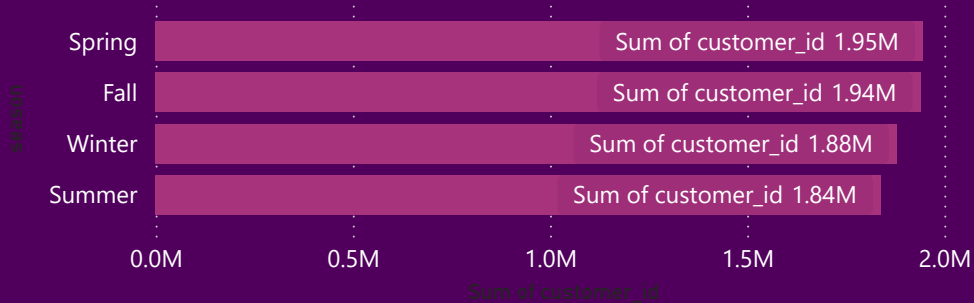 Spring Sum of customer_id 1.95M
Fall Sum of customer_id 1.94M
Winter Sum of customer_id 1.88M
Summer Sum of customer_id 1.84M
0.0M 0.5M 1.0M 1.5M 2.0M
Sum of customer_id